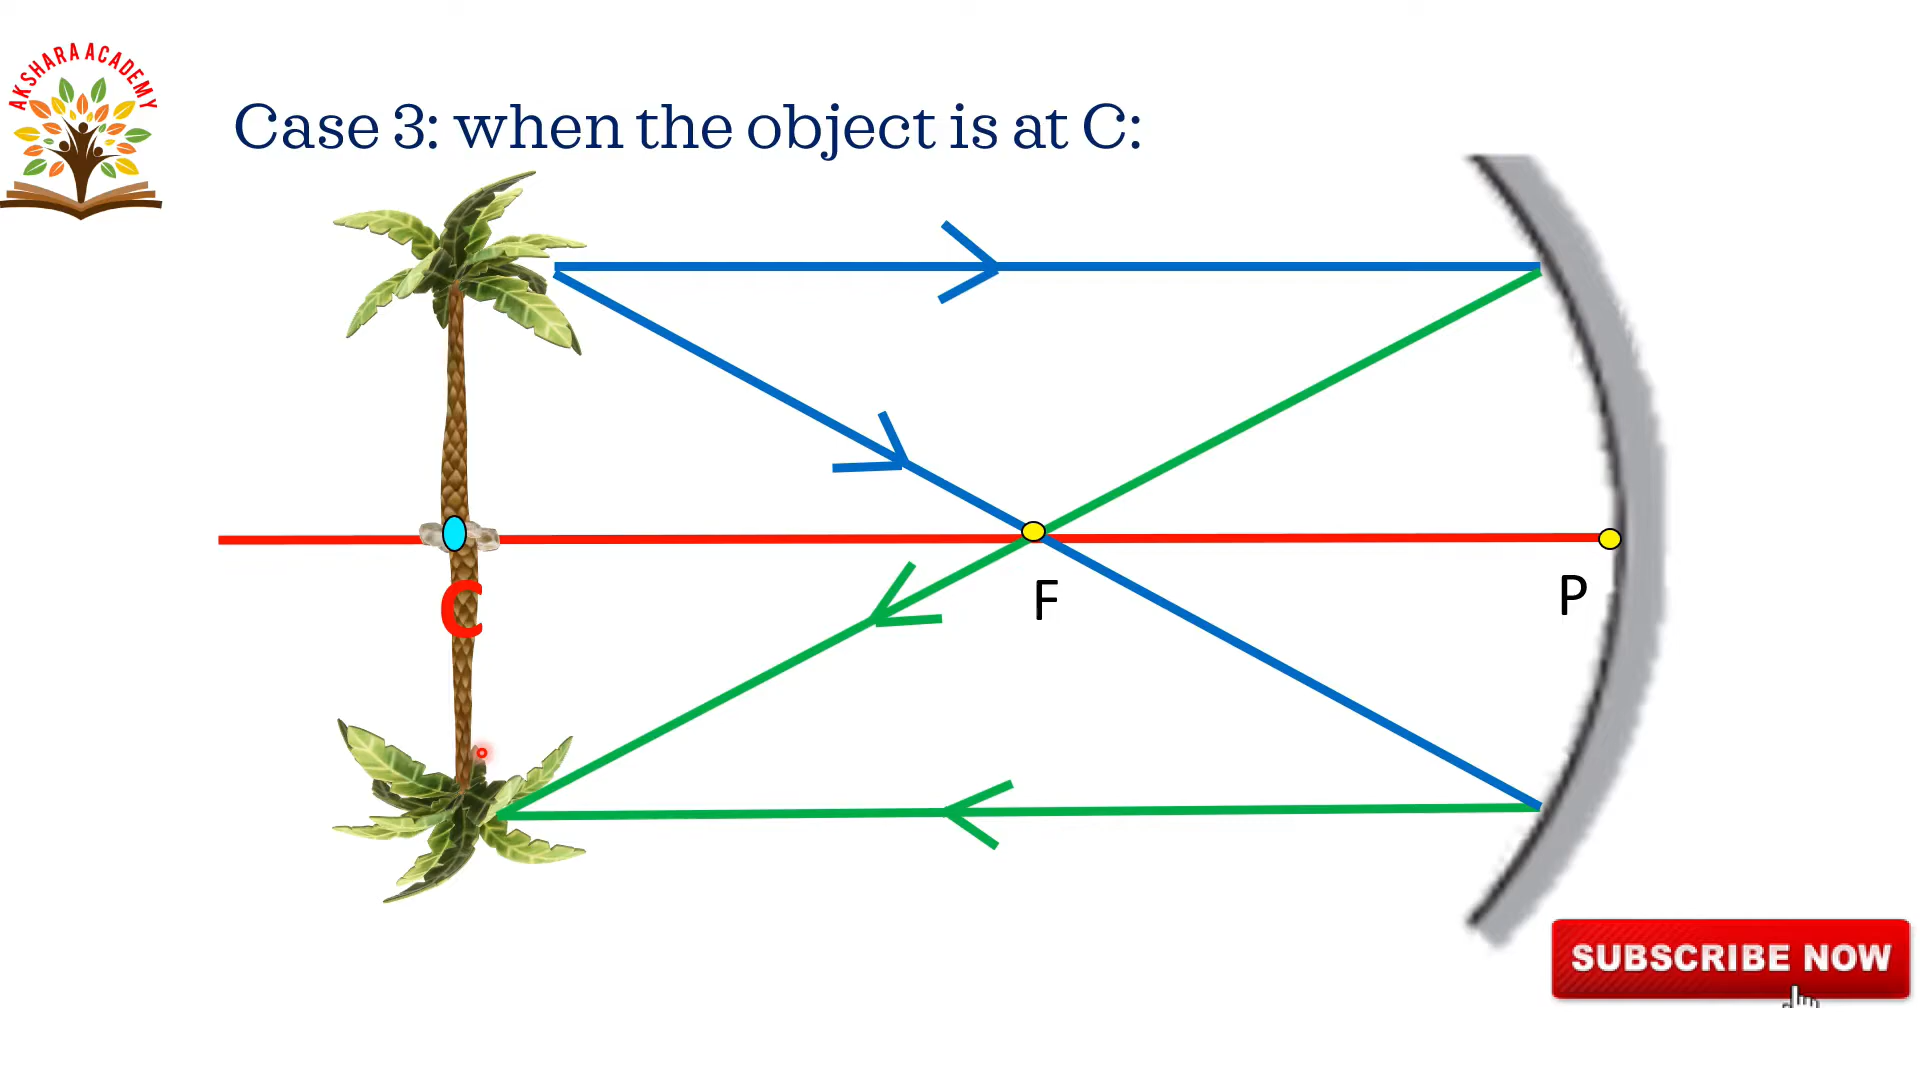 AKSHARA ACADEMY
Case 3: when the object is at C:
C
F
P
SUBSCRIBE NOW